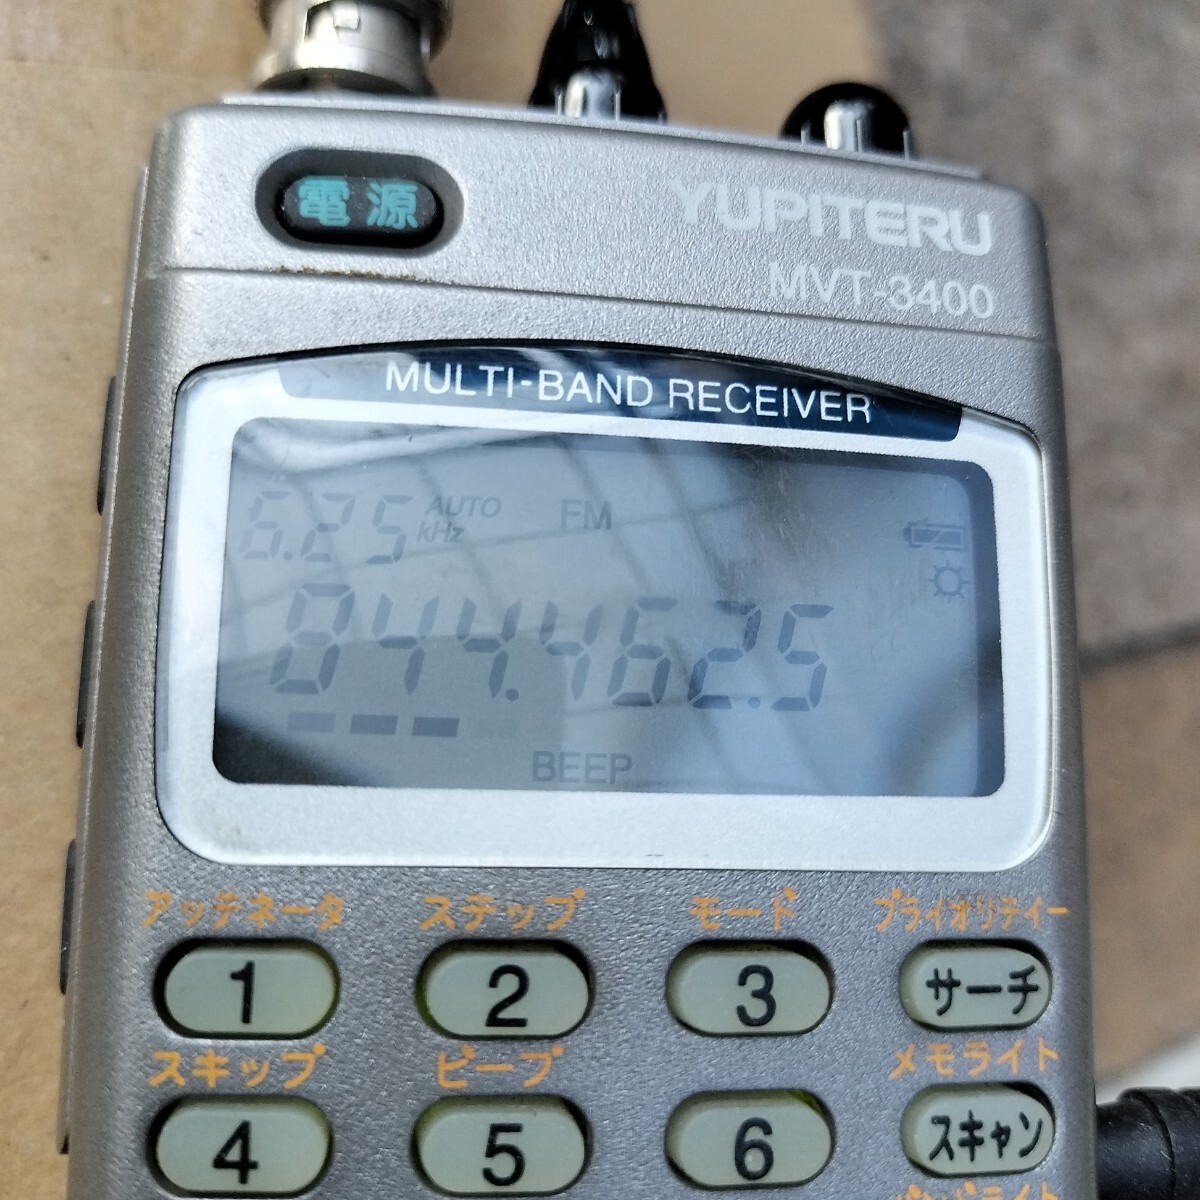 電源
YUPITERU
MVT-3400
MULTI-BAND RECEIVER
6.25 AUTO kHz FM
844.462.5
BEEP
アッテネータ ステップ モード プライオリティー
1 2 3 サーチ
スキップ ビープ メモライト
4 5 6 スキャン